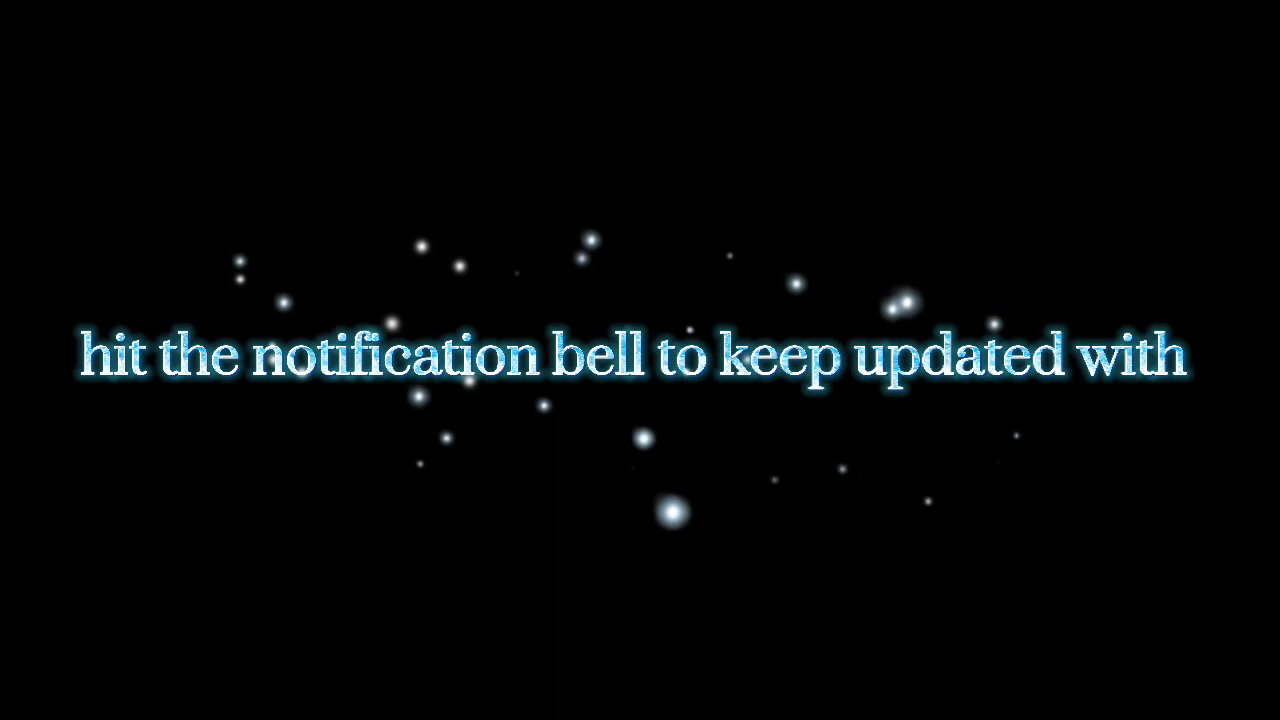 hit the notification bell to keep updated with